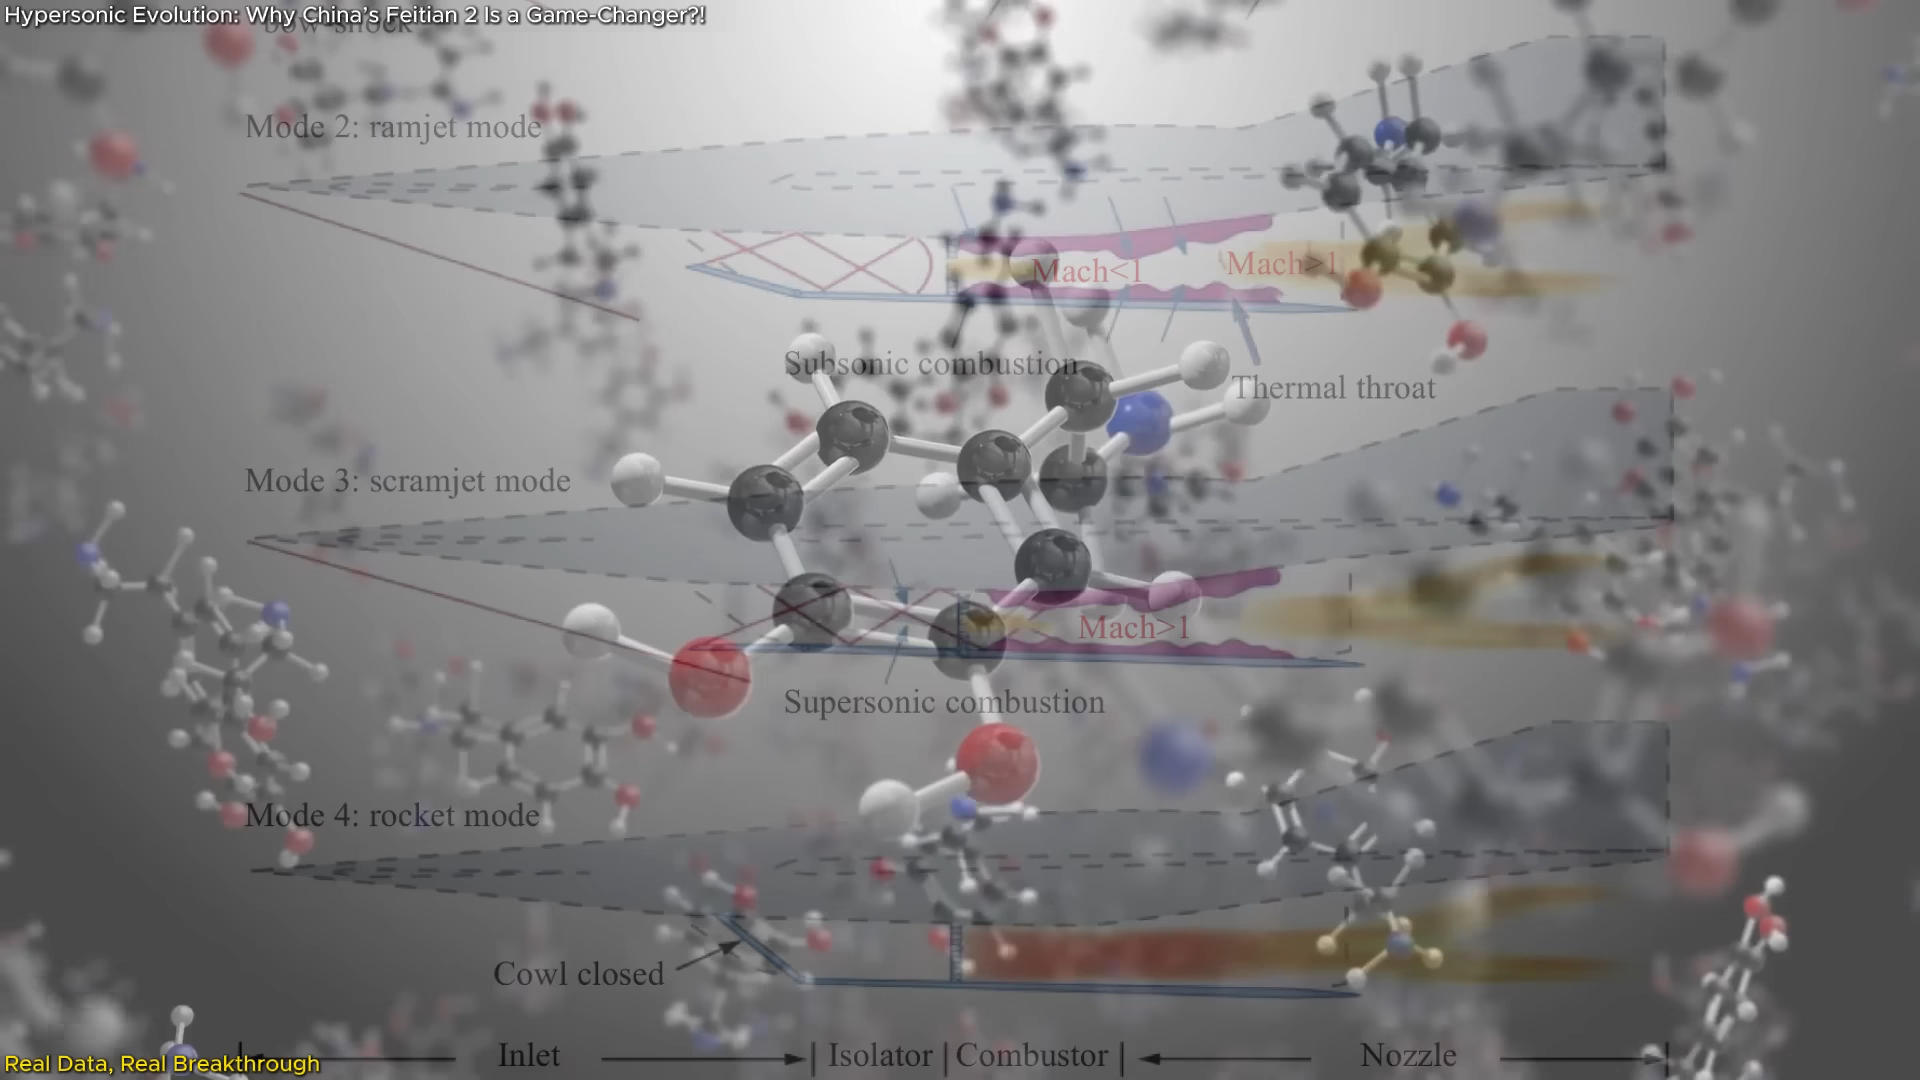 Hypersonic Evolution: Why China's Feitian 2 Is a Game-Changer?!
bow shock
Mode 2: ramjet mode
Mach<1
Mach>1
Subsonic combustion
Thermal throat
Mode 3: scramjet mode
Mach>1
Supersonic combustion
Mode 4: rocket mode
Cowl closed
Inlet
Isolator
Combustor
Nozzle
Real Data, Real Breakthrough